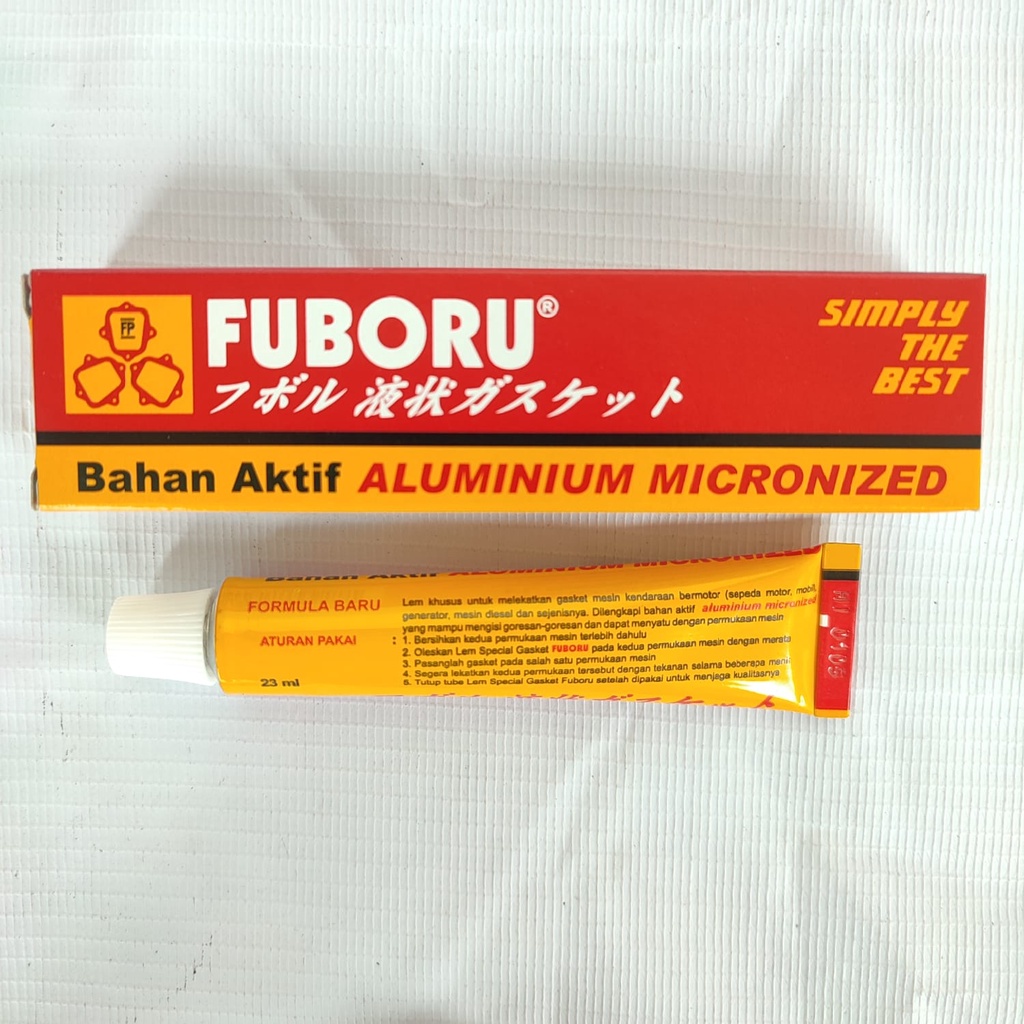 FP
FUBORU®
フボル 液状ガスケット
SIMPLY
THE
BEST
Bahan Aktif ALUMINIUM MICRONIZED
Bahan Aktif ALUMINIUM MICRONIZED
FORMULA BARU
Lem khusus untuk melekatkan gasket mesin kendaraan bermotor (sepeda motor, mobil),
generator, mesin diesel dan sejenisnya. Dilengkapi bahan aktif aluminium micronized
yang mampu mengisi goresan-goresan dan dapat menyatu dengan permukaan mesin
ATURAN PAKAI : 1. Bersihkan kedua permukaan mesin terlebih dahulu
2. Oleskan Lem Special Gasket FUBORU pada kedua permukaan mesin dengan merata
3. Pasanglah gasket pada salah satu permukaan mesin
4. Segera lekatkan kedua permukaan tersebut dengan tekanan selama beberapa menit
5. Tutup tube Lem Special Gasket Fuboru setelah dipakai untuk menjaga kualitasnya
23 ml